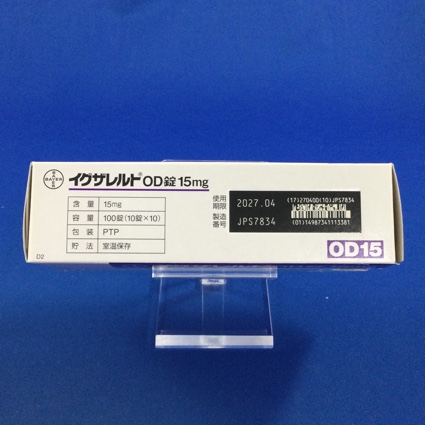 BAYER
イグザレルト® OD錠 15mg
含 量 15mg
容 量 100錠(10錠×10)
包 装 PTP
貯 法 室温保存
使用期限 2027.04
製造番号 JPS7834
(17)270400(10)JPS7834
(01)14987341113381
OD15
D2